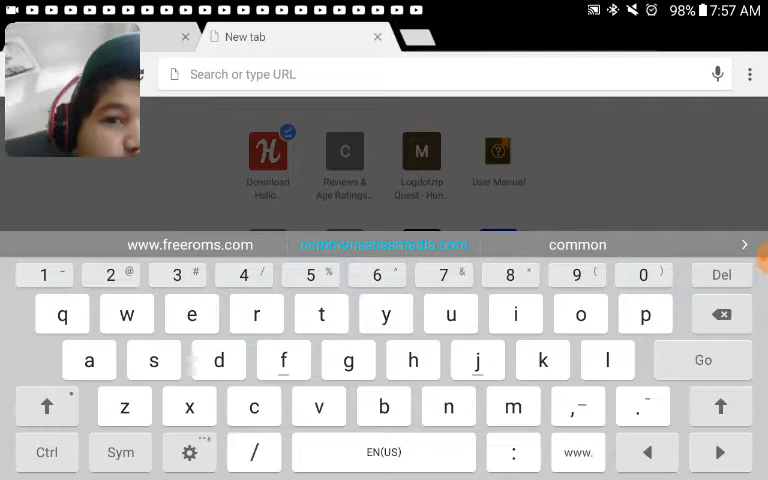 98% 7:57 AM
New tab
Search or type URL
H C M
Download Hello...
Reviews & Age Ratings...
Logdotzip Quest - Hun...
User Manual
www.freeroms.com commonsensemedia.com common
1 - 2 @ 3 # 4 / 5 % 6 ^ 7 & 8 * 9 ( 0 ) Del
q w e r t y u i o p
a s d f g h j k l Go
z x c v b n m , .
Ctrl Sym / EN(US) : www.